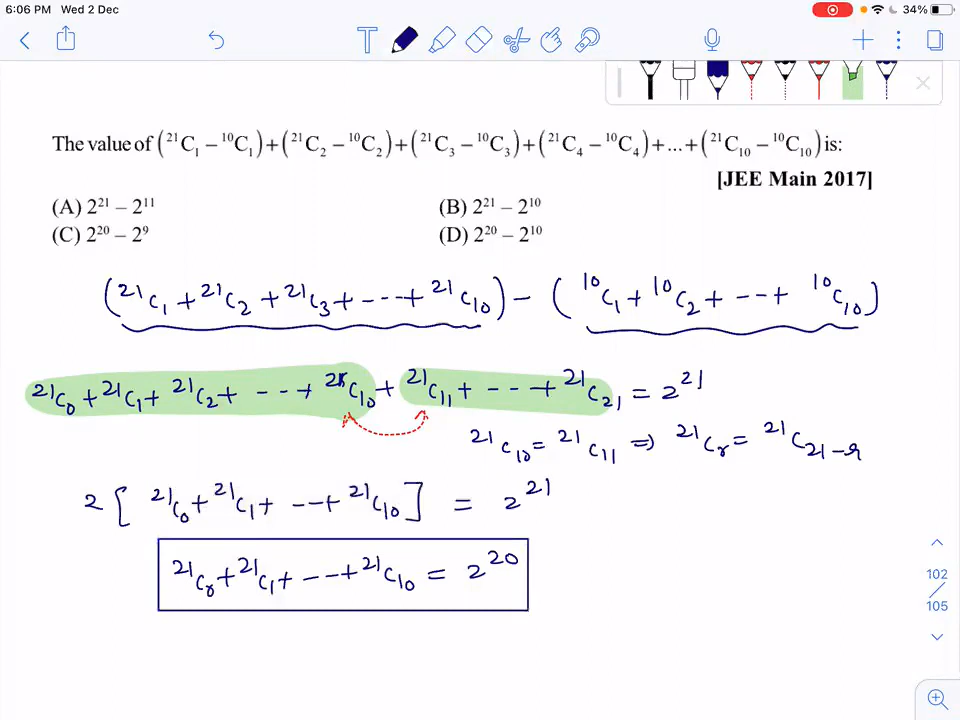 6:06 PM Wed 2 Dec 34%
T
The value of (²¹C₁ – ¹⁰C₁) + (²¹C₂ – ¹⁰C₂) + (²¹C₃ – ¹⁰C₃) + (²¹C₄ – ¹⁰C₄) + ... + (²¹C₁₀ – ¹⁰C₁₀) is:
[JEE Main 2017]
(A) 2²¹ – 2¹¹ (B) 2²¹ – 2¹⁰
(C) 2²⁰ – 2⁹ (D) 2²⁰ – 2¹⁰
(²¹C₁ + ²¹C₂ + ²¹C₃ + --- + ²¹C₁₀) – (¹⁰C₁ + ¹⁰C₂ + --- + ¹⁰C₁₀)
²¹C₀ + ²¹C₁ + ²¹C₂ + --- + ²¹C₁₀ + ²¹C₁₁ + --- + ²¹C₂₁ = 2²¹
²¹C₁₀ = ²¹C₁₁ ⇒ ²¹Cᵣ = ²¹C₂₁₋ᵣ
2 [ ²¹C₀ + ²¹C₁ + --- + ²¹C₁₀ ] = 2²¹
²¹C₀ + ²¹C₁ + --- + ²¹C₁₀ = 2²⁰
102
105